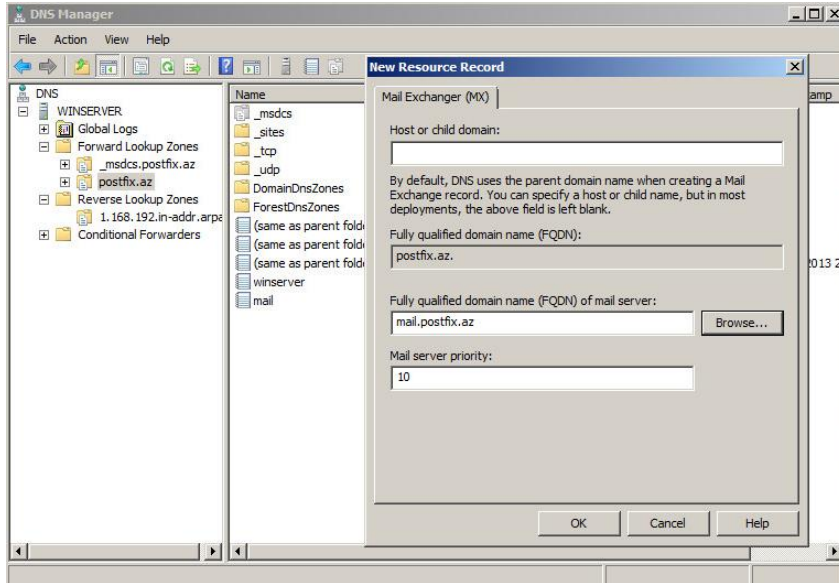 DNS Manager
File Action View Help
DNS
WINSERVER
Global Logs
Forward Lookup Zones
_msdcs.postfix.az
postfix.az
Reverse Lookup Zones
1.168.192.in-addr.arpa
Conditional Forwarders
Name
_msdcs
_sites
_tcp
_udp
DomainDnsZones
ForestDnsZones
(same as parent folde
(same as parent folde
(same as parent folde
winserver
mail
amp
2013 2
New Resource Record
Mail Exchanger (MX)
Host or child domain:
By default, DNS uses the parent domain name when creating a Mail
Exchange record. You can specify a host or child name, but in most
deployments, the above field is left blank.
Fully qualified domain name (FQDN):
postfix.az.
Fully qualified domain name (FQDN) of mail server:
mail.postfix.az
Browse...
Mail server priority:
10
OK Cancel Help